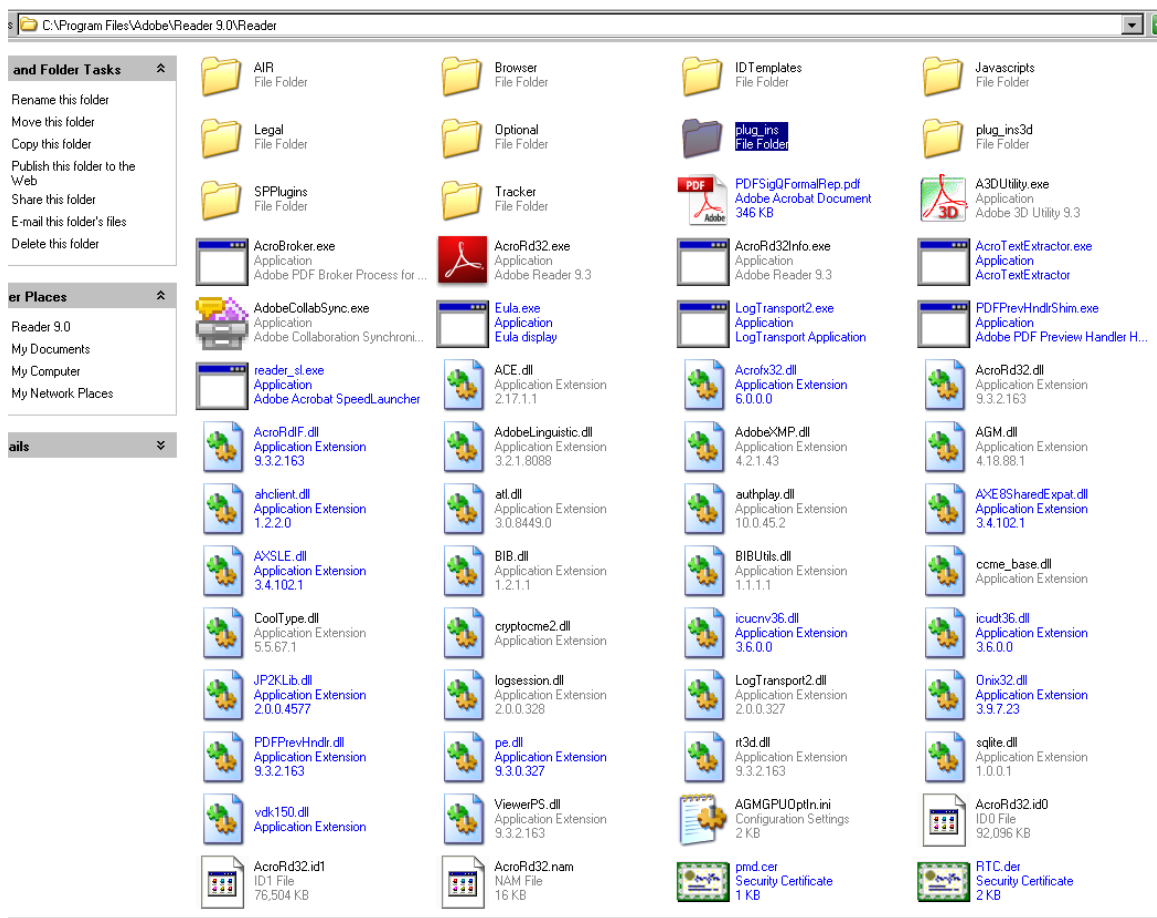 s C:\Program Files\Adobe\Reader 9.0\Reader
and Folder Tasks
Rename this folder
Move this folder
Copy this folder
Publish this folder to the
Web
Share this folder
E-mail this folder's files
Delete this folder
er Places
Reader 9.0
My Documents
My Computer
My Network Places
ails
AIR
File Folder
Browser
File Folder
IDTemplates
File Folder
Javascripts
File Folder
Legal
File Folder
Optional
File Folder
plug_ins
File Folder
plug_ins3d
File Folder
SPPlugins
File Folder
Tracker
File Folder
PDF
Adobe
PDFSigQFormalRep.pdf
Adobe Acrobat Document
346 KB
3D
A3DUtility.exe
Application
Adobe 3D Utility 9.3
AcroBroker.exe
Application
Adobe PDF Broker Process for ...
AcroRd32.exe
Application
Adobe Reader 9.3
AcroRd32Info.exe
Application
Adobe Reader 9.3
AcroTextExtractor.exe
Application
AcroTextExtractor
AdobeCollabSync.exe
Application
Adobe Collaboration Synchroni...
Eula.exe
Application
Eula display
LogTransport2.exe
Application
LogTransport Application
PDFPrevHndlrShim.exe
Application
Adobe PDF Preview Handler H...
reader_sl.exe
Application
Adobe Acrobat SpeedLauncher
ACE.dll
Application Extension
2.17.1.1
Acrofx32.dll
Application Extension
6.0.0.0
AcroRd32.dll
Application Extension
9.3.2.163
AcroRdIF.dll
Application Extension
9.3.2.163
AdobeLinguistic.dll
Application Extension
3.2.1.8088
AdobeXMP.dll
Application Extension
4.2.1.43
AGM.dll
Application Extension
4.18.88.1
ahclient.dll
Application Extension
1.2.2.0
atl.dll
Application Extension
3.0.8449.0
authplay.dll
Application Extension
10.0.45.2
AXE8SharedExpat.dll
Application Extension
3.4.102.1
AXSLE.dll
Application Extension
3.4.102.1
BIB.dll
Application Extension
1.2.1.1
BIBUtils.dll
Application Extension
1.1.1.1
ccme_base.dll
Application Extension
CoolType.dll
Application Extension
5.5.67.1
cryptocme2.dll
Application Extension
icucnv36.dll
Application Extension
3.6.0.0
icudt36.dll
Application Extension
3.6.0.0
JP2KLib.dll
Application Extension
2.0.0.4577
logsession.dll
Application Extension
2.0.0.328
LogTransport2.dll
Application Extension
2.0.0.327
Onix32.dll
Application Extension
3.9.7.23
PDFPrevHndlr.dll
Application Extension
9.3.2.163
pe.dll
Application Extension
9.3.0.327
rt3d.dll
Application Extension
9.3.2.163
sqlite.dll
Application Extension
1.0.0.1
vdk150.dll
Application Extension
ViewerPS.dll
Application Extension
9.3.2.163
AGMGPUOptIn.ini
Configuration Settings
2 KB
AcroRd32.id0
ID0 File
92,096 KB
AcroRd32.id1
ID1 File
76,504 KB
AcroRd32.nam
NAM File
16 KB
pmd.cer
Security Certificate
1 KB
RTC.der
Security Certificate
2 KB